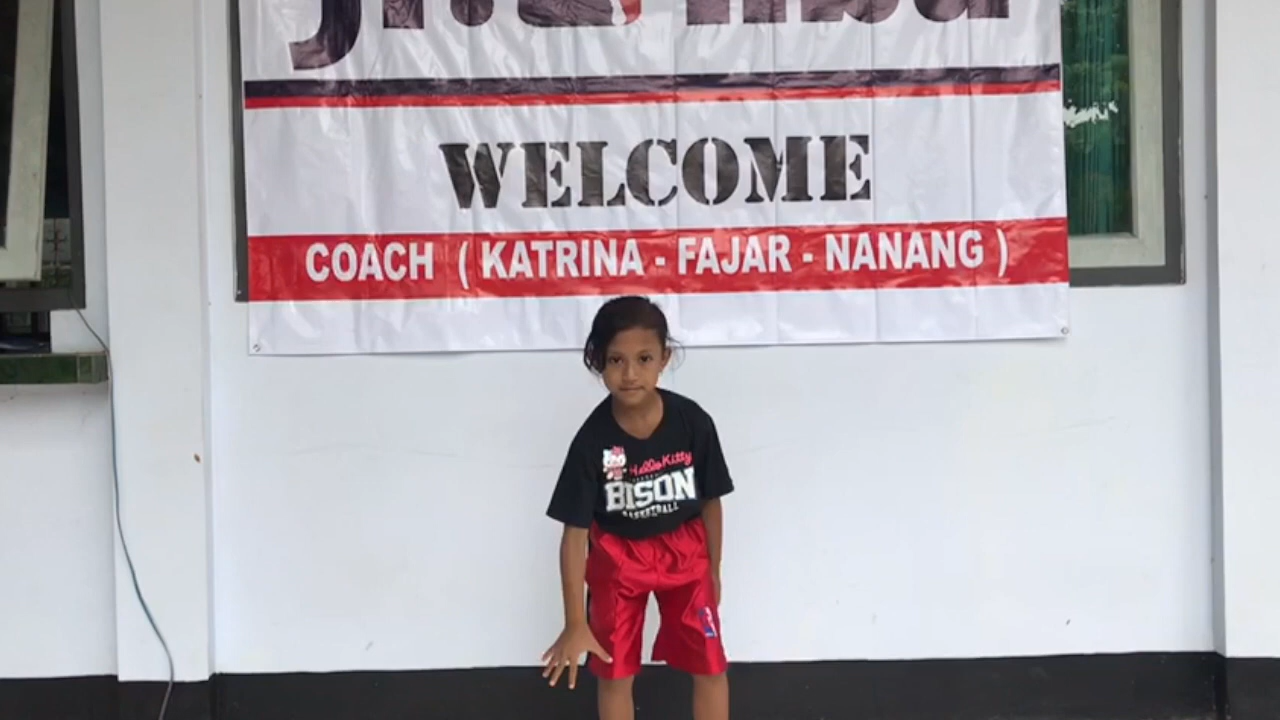 WELCOME
COACH ( KATRINA - FAJAR - NANANG )
Hello Kitty
BISON
BASKETBALL